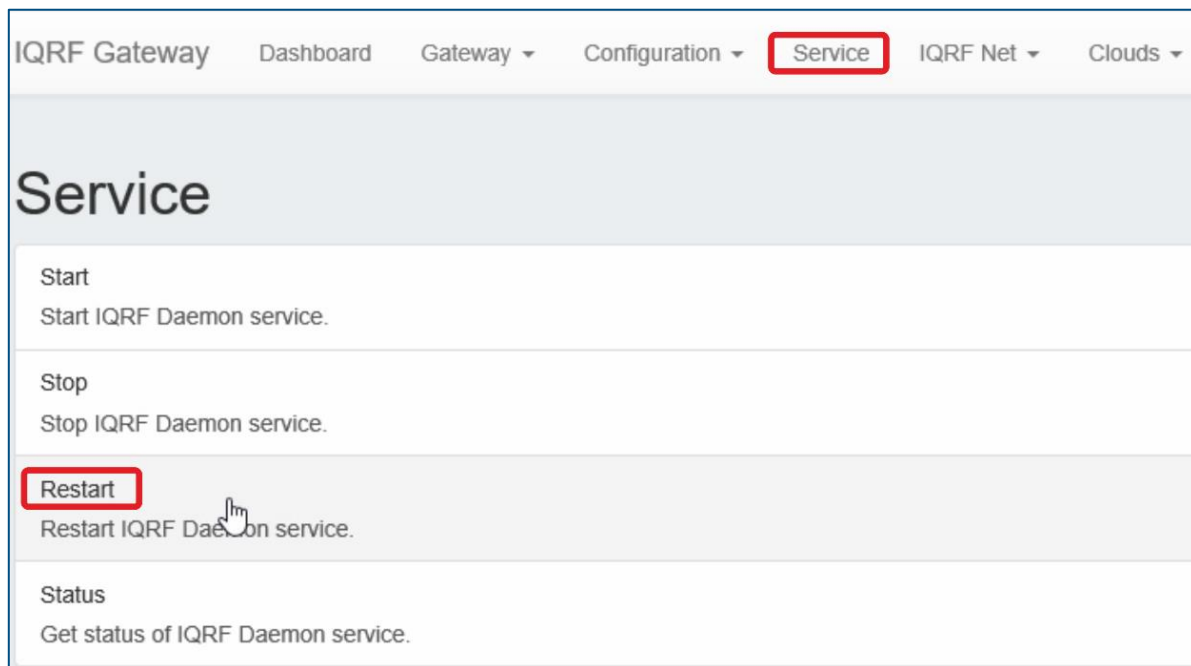 IQRF Gateway Dashboard Gateway Configuration Service IQRF Net Clouds
Service
Start
Start IQRF Daemon service.
Stop
Stop IQRF Daemon service.
Restart
Restart IQRF Daemon service.
Status
Get status of IQRF Daemon service.